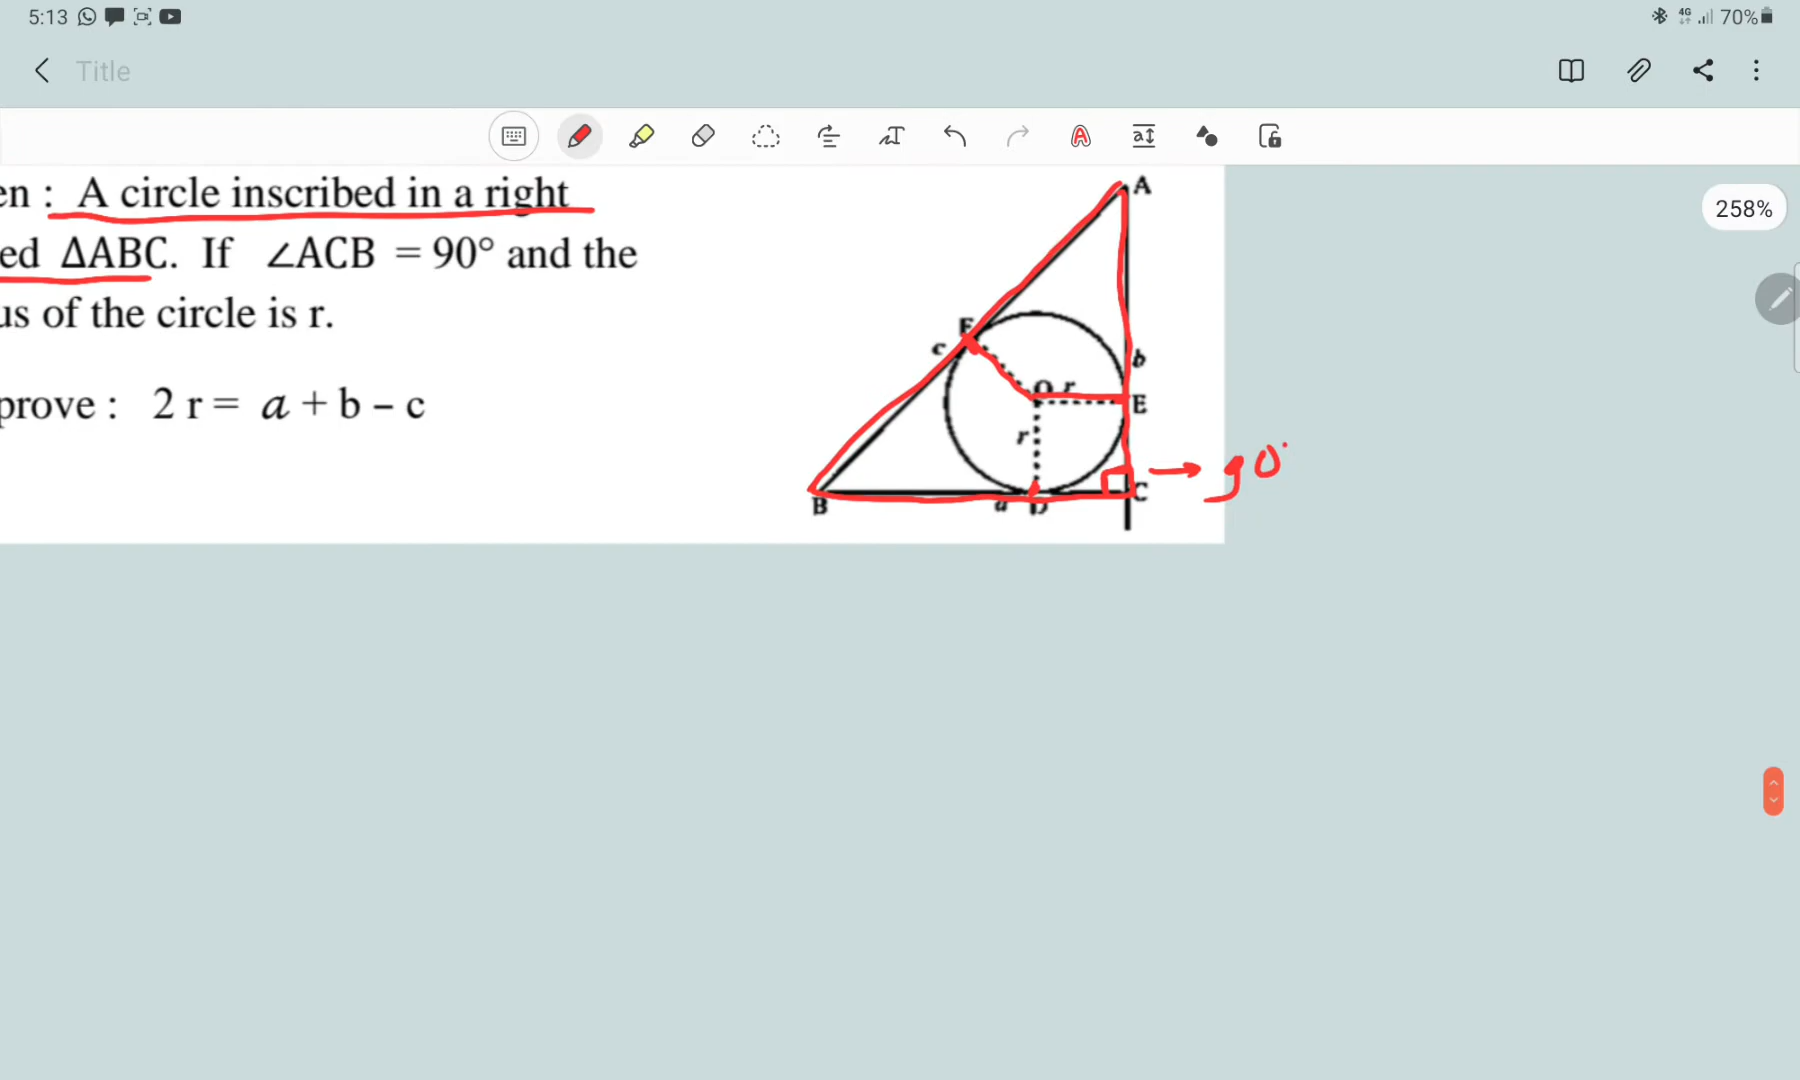 5:13
4G 70%
Title
258%
en : A circle inscribed in a right
ed ΔABC. If ∠ACB = 90° and the
us of the circle is r.
prove : 2 r = a + b – c
A
F
c
b
O r
E
r
90°
C
B
a D